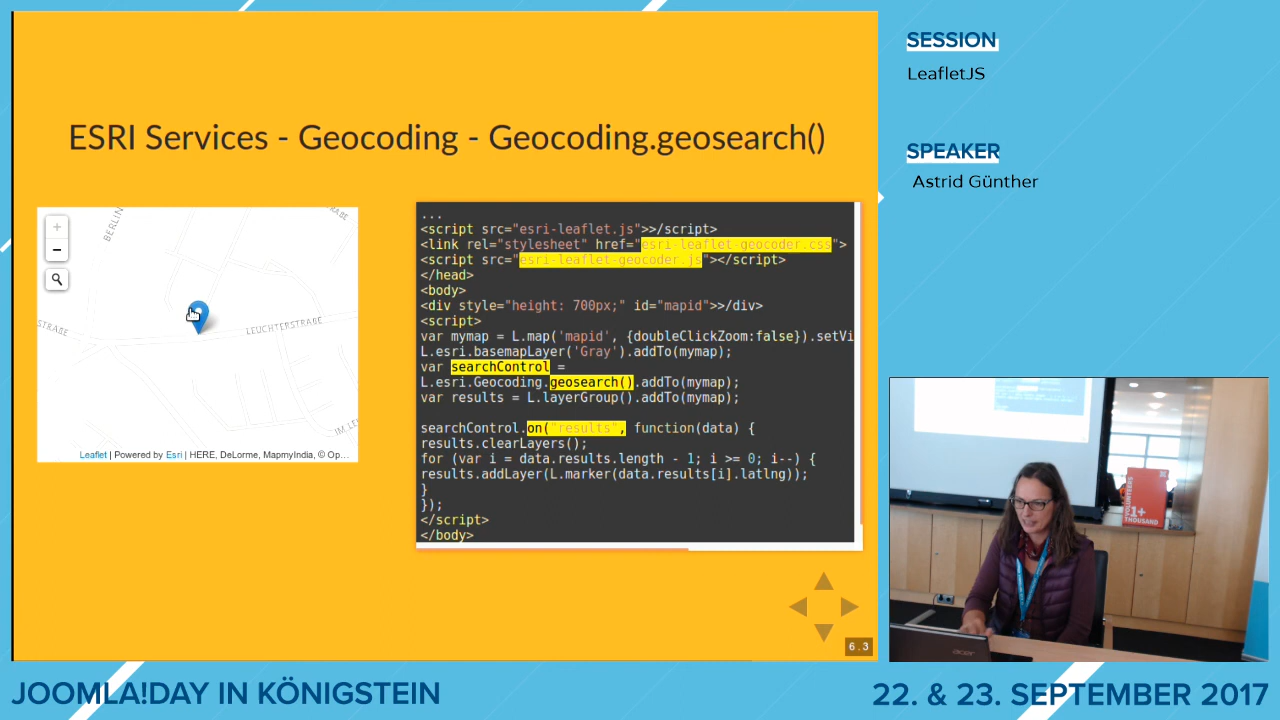 SESSION
LeafletJS
SPEAKER
Astrid Günther
ESRI Services - Geocoding - Geocoding.geosearch()
BERLIN
STRAßE
LEUCHTERSTRAßE
+
−
Leaflet | Powered by Esri | HERE, DeLorme, MapmyIndia, © Op...
...
<script src="esri-leaflet.js">>/script>
<link rel="stylesheet" href="esri-leaflet-geocoder.css">
<script src="esri-leaflet-geocoder.js"></script>
</head>
<body>
<div style="height: 700px;" id="mapid">>/div>
<script>
var mymap = L.map('mapid', {doubleClickZoom:false}).setVi
L.esri.basemapLayer('Gray').addTo(mymap);
var searchControl =
L.esri.Geocoding.geosearch().addTo(mymap);
var results = L.layerGroup().addTo(mymap);
searchControl.on("results", function(data) {
results.clearLayers();
for (var i = data.results.length - 1; i >= 0; i--) {
results.addLayer(L.marker(data.results[i].latlng));
}
});
</script>
</body>
6.3
VOLUNTEERS
1+
THOUSAND
acer
JOOMLA!DAY IN KÖNIGSTEIN
22. & 23. SEPTEMBER 2017